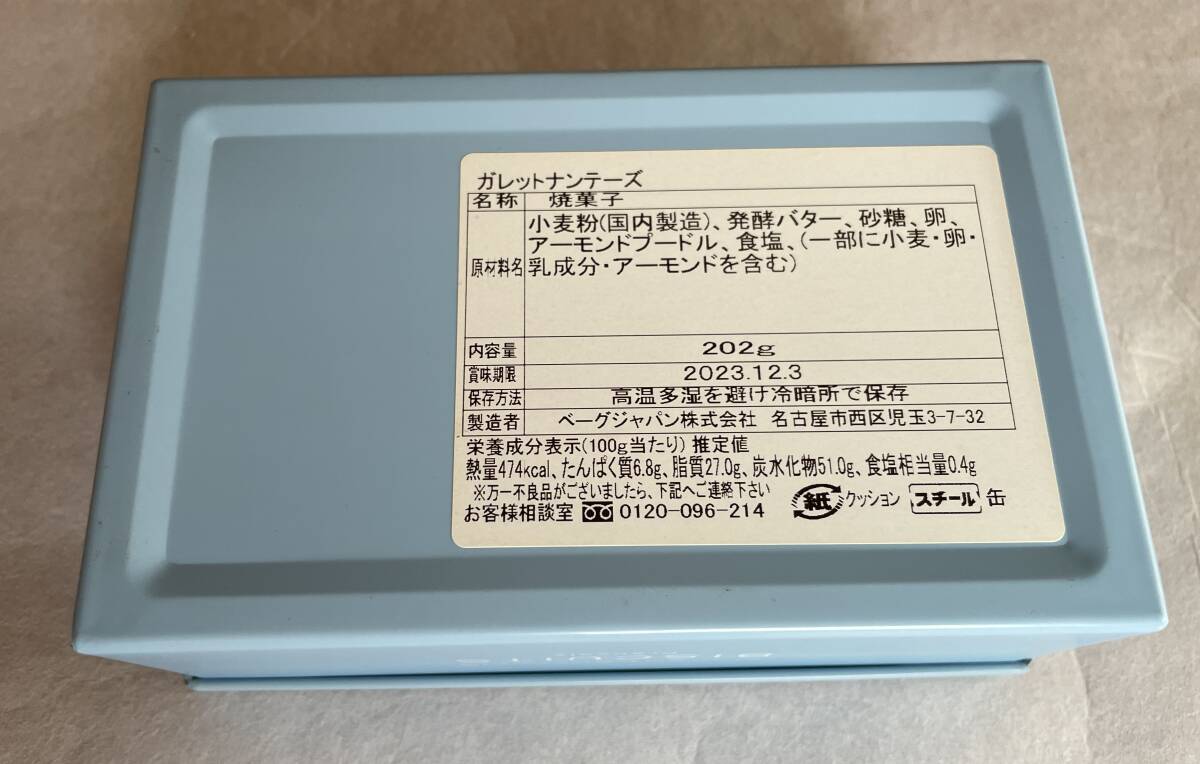 ガレットナンテーズ
名称 焼菓子
原材料名 小麦粉(国内製造)、発酵バター、砂糖、卵、
アーモンドプードル、食塩、(一部に小麦・卵・
乳成分・アーモンドを含む)
内容量 202g
賞味期限 2023.12.3
保存方法 高温多湿を避け冷暗所で保存
製造者 ベーグジャパン株式会社 名古屋市西区児玉3-7-32
栄養成分表示(100g当たり) 推定値
熱量474kcal、たんぱく質6.8g、脂質27.0g、炭水化物51.0g、食塩相当量0.4g
※万一不良品がございましたら、下記へご連絡下さい
お客様相談室 0120-096-214 紙 クッション スチール 缶